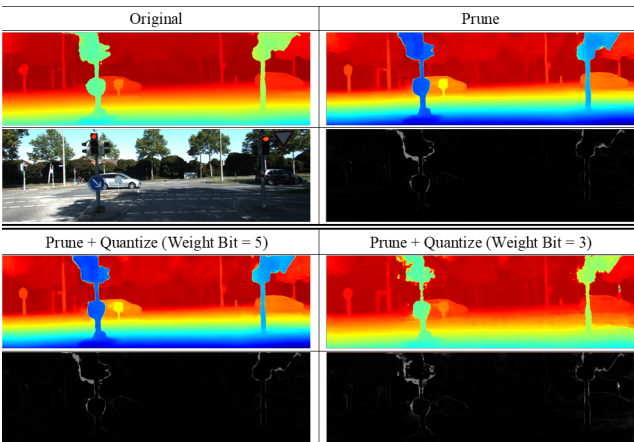 Original
Prune
Prune + Quantize (Weight Bit = 5)
Prune + Quantize (Weight Bit = 3)